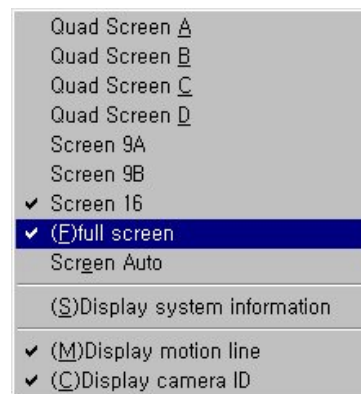 Quad Screen A
Quad Screen B
Quad Screen C
Quad Screen D
Screen 9A
Screen 9B
Screen 16
(F)full screen
Screen Auto
(S)Display system information
(M)Display motion line
(C)Display camera ID